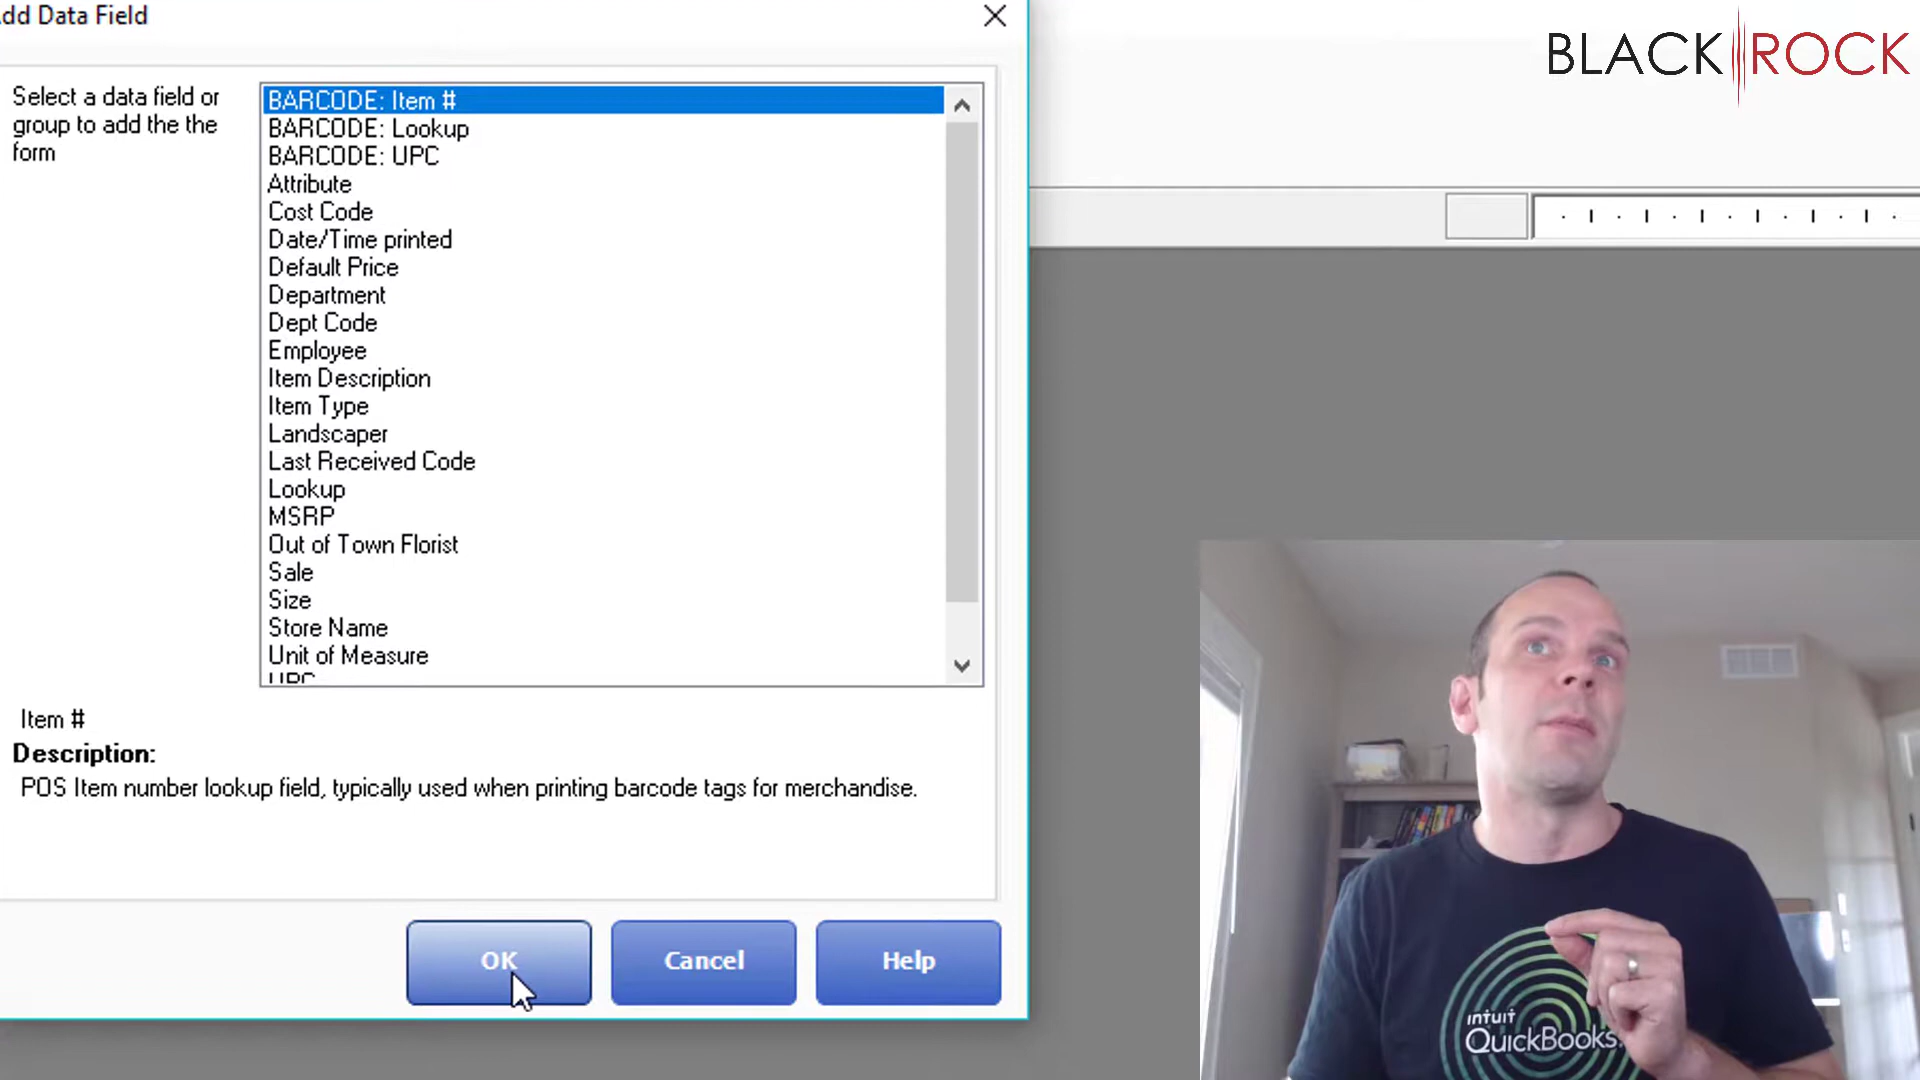 dd Data Field
BLACK ROCK
Select a data field or
group to add the the
form
BARCODE: Item #
BARCODE: Lookup
BARCODE: UPC
Attribute
Cost Code
Date/Time printed
Default Price
Department
Dept Code
Employee
Item Description
Item Type
Landscaper
Last Received Code
Lookup
MSRP
Out of Town Florist
Sale
Size
Store Name
Unit of Measure
UPC
Item #
Description:
POS Item number lookup field, typically used when printing barcode tags for merchandise.
OK
Cancel
Help
intuit
QuickBooks.